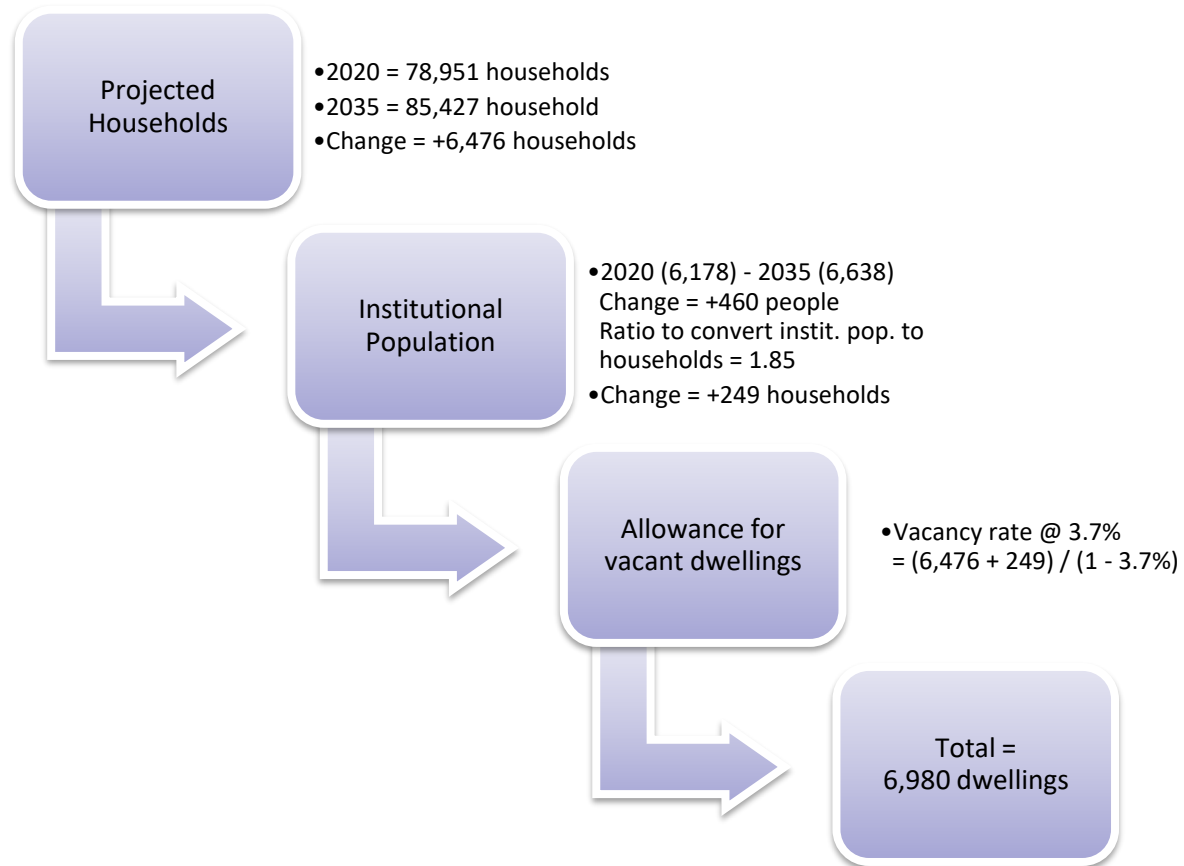 Projected
Households
•2020 = 78,951 households
•2035 = 85,427 household
•Change = +6,476 households
Institutional
Population
•2020 (6,178) - 2035 (6,638)
Change = +460 people
Ratio to convert instit. pop. to
households = 1.85
•Change = +249 households
Allowance for
vacant dwellings
•Vacancy rate @ 3.7%
= (6,476 + 249) / (1 - 3.7%)
Total =
6,980 dwellings